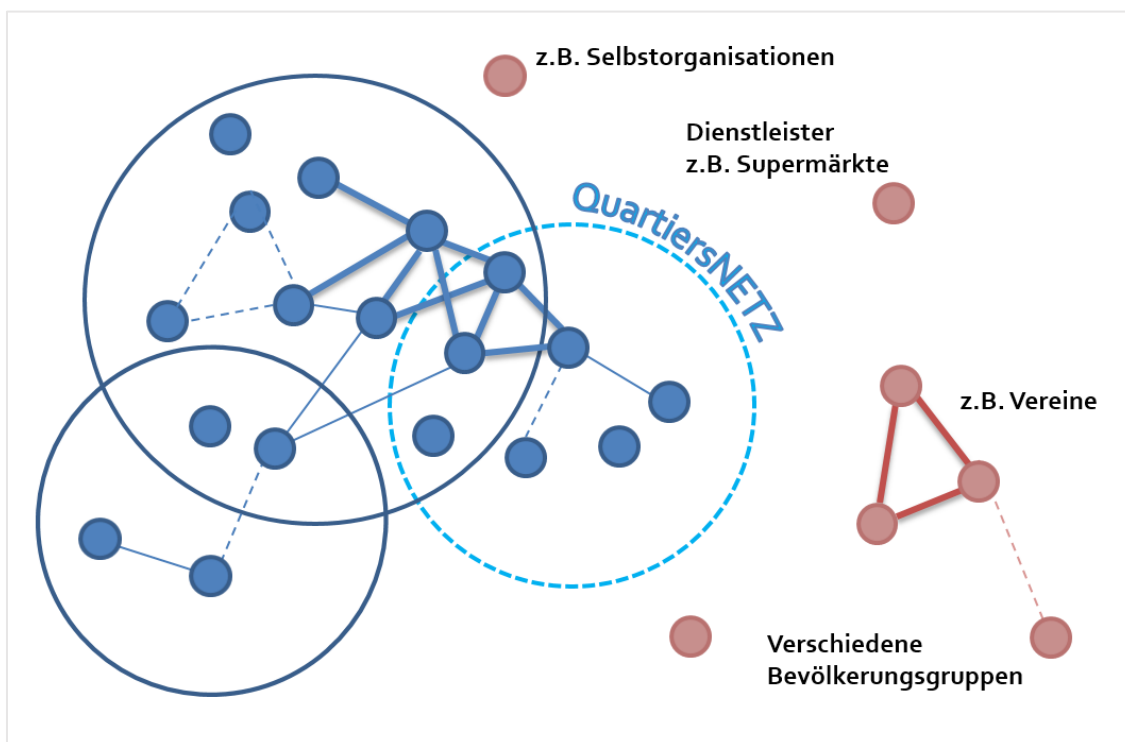 z.B. Selbstorganisationen
Dienstleister
z.B. Supermärkte
QuartiersNETZ
z.B. Vereine
Verschiedene
Bevölkerungsgruppen